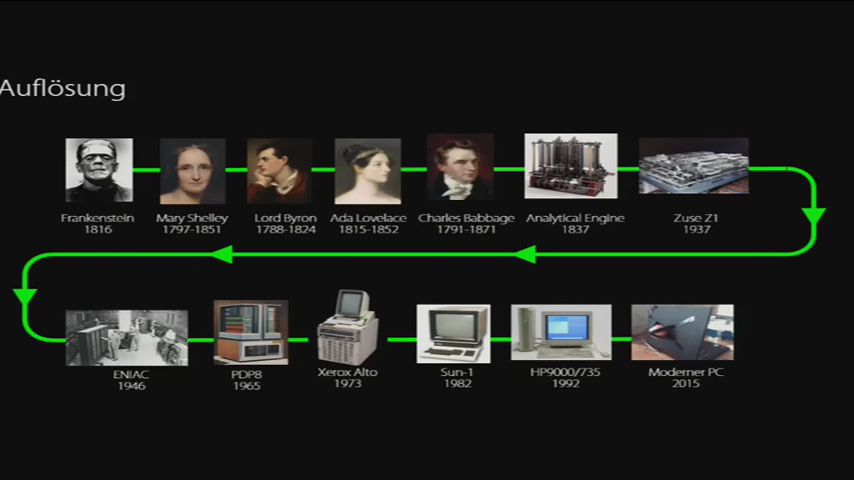 Auflösung
Frankenstein
1816
Mary Shelley
1797-1851
Lord Byron
1788-1824
Ada Lovelace
1815-1852
Charles Babbage
1791-1871
Analytical Engine
1837
Zuse Z1
1937
ENIAC
1946
PDP8
1965
Xerox Alto
1973
Sun-1
1982
HP9000/735
1992
Moderner PC
2015